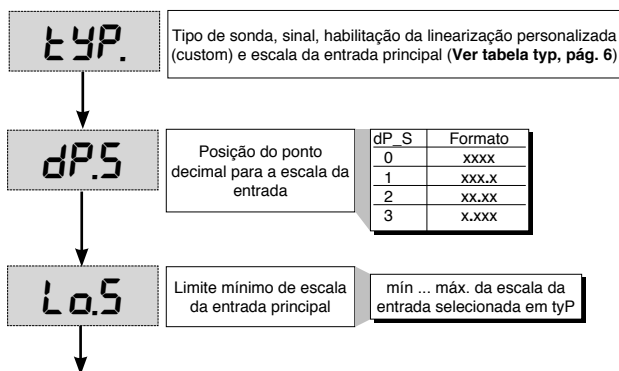 tYP.
Tipo de sonda, sinal, habilitação da linearização personalizada
(custom) e escala da entrada principal (Ver tabela typ, pág. 6)
dP.S
Posição do ponto
decimal para a escala da
entrada
dP_S Formato
0 xxxx
1 xxx.x
2 xx.xx
3 x.xxx
Lo.S
Limite mínimo de escala
da entrada principal
mín ... máx. da escala da
entrada selecionada em tyP